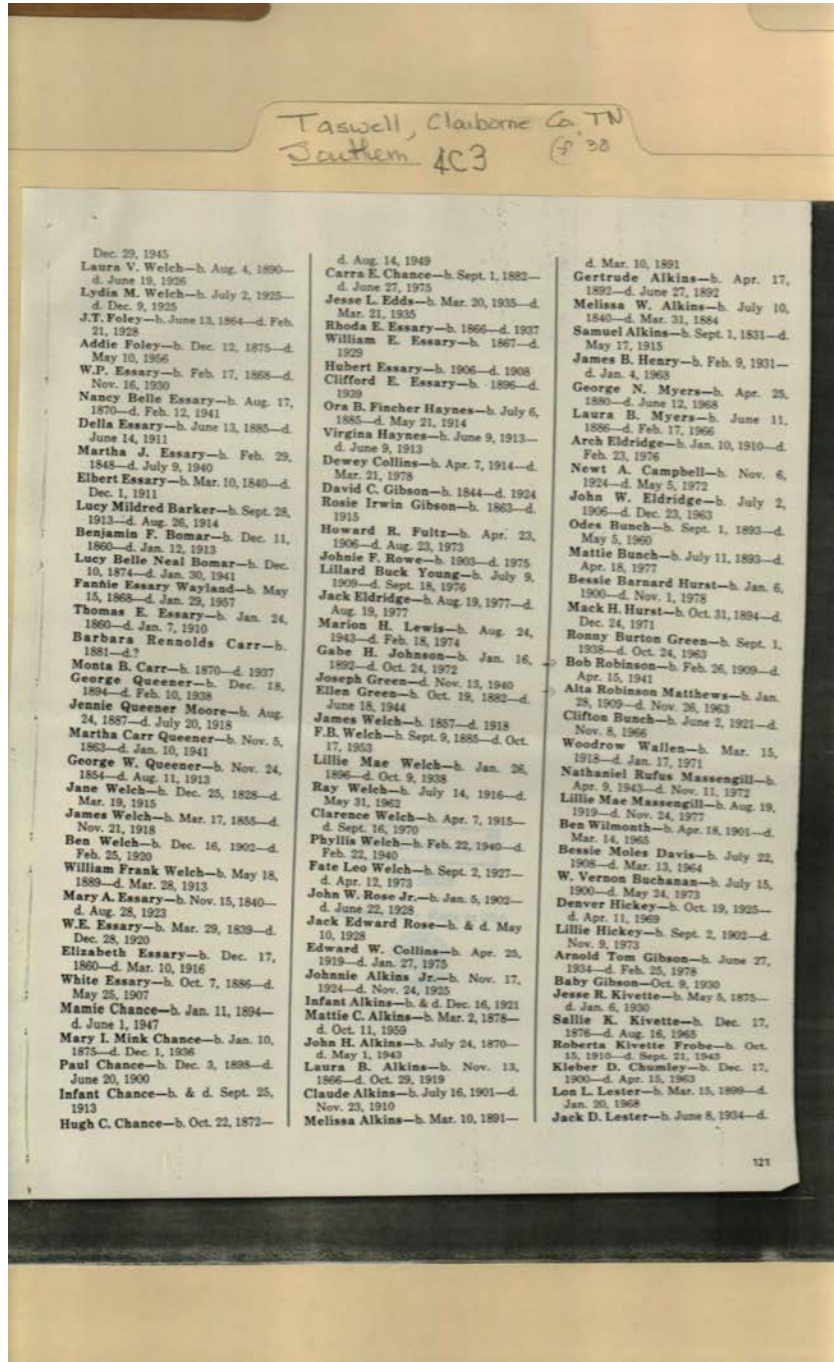 Taswell, Claiborne Co. TN
Southern 4C3
Dec. 29, 1945
Laura V. Welch—b. Aug. 4, 1890—
d. June 19, 1926
Lydia M. Welch—b. July 2, 1925—
d. Dec. 9, 1925
J.T. Foley—b. June 13, 1864—d. Feb.
21, 1928
Addie Foley—b. Dec. 12, 1875—d.
May 10, 1956
W.P. Essary—b. Feb. 17, 1868—d.
Nov. 16, 1930
Nancy Belle Essary—b. Aug. 17,
1870—d. Feb. 12, 1941
Della Essary—b. June 13, 1885—d.
June 14, 1911
Martha J. Essary—b. Feb. 29,
1848—d. July 9, 1940
Elbert Essary—b. Mar. 10, 1840—d.
Dec. 1, 1911
Lucy Mildred Barker—b. Sept. 28,
1913—d. Aug. 26, 1914
Benjamin F. Bomar—b. Dec. 11,
1860—d. Jan. 12, 1913
Lucy Belle Neal Bomar—b. Dec.
10, 1874—d. Jan. 30, 1941
Fannie Essary Wayland—b. May
15, 1868—d. Jan. 29, 1957
Thomas E. Essary—b. Jan. 24,
1860—d. Jan. 7, 1910
Barbara Rennolds Carr—b.
1881—d.?
Monta B. Carr—b. 1870—d. 1937
George Queener—b. Dec. 18,
1894—d. Feb. 10, 1938
Jennie Queener Moore—b. Aug.
24, 1887—d. July 20, 1918
Martha Carr Queener—b. Nov. 5,
1863—d. Jan. 10, 1941
George W. Queener—b. Nov. 24,
1854—d. Aug. 11, 1913
Jane Welch—b. Dec. 25, 1828—d.
Mar. 19, 1915
James Welch—b. Mar. 17, 1855—d.
Nov. 21, 1918
Ben Welch—b. Dec. 16, 1902—d.
Feb. 25, 1920
William Frank Welch—b. May 18,
1889—d. Mar. 28, 1913
Mary A. Essary—b. Nov. 15, 1840—
d. Aug. 28, 1923
W.E. Essary—b. Mar. 29, 1839—d.
Dec. 28, 1920
Elizabeth Essary—b. Dec. 17,
1860—d. Mar. 10, 1916
White Essary—b. Oct. 7, 1886—d.
May 25, 1907
Mamie Chance—b. Jan. 11, 1894—
d. June 1, 1947
Mary I. Mink Chance—b. Jan. 10,
1875—d. Dec. 1, 1936
Paul Chance—b. Dec. 3, 1898—d.
June 20, 1900
Infant Chance—b. & d. Sept. 25,
1913
Hugh C. Chance—b. Oct. 22, 1872—
d. Aug. 14, 1949
Carra E. Chance—b. Sept. 1, 1882—
d. June 27, 1975
Jesse L. Edds—b. Mar. 20, 1935—d.
Mar. 21, 1935
Rhoda E. Essary—b. 1866—d. 1937
William E. Essary—b. 1867—d.
1929
Hubert Essary—b. 1906—d. 1908
Clifford E. Essary—b. 1896—d.
1939
Ora B. Fincher Haynes—b. July 6,
1885—d. May 21, 1914
Virgina Haynes—b. June 9, 1913—
d. June 9, 1913
Dewey Collins—b. Apr. 7, 1914—d.
Mar. 21, 1978
David C. Gibson—b. 1844—d. 1924
Rosie Irwin Gibson—b. 1863—d.
1915
Howard R. Fultz—b. Apr. 23,
1906—d. Aug. 23, 1973
Johnie F. Rowe—b. 1903—d. 1975
Lillard Buck Young—b. July 9,
1909—d. Sept. 18, 1976
Jack Eldridge—b. Aug. 19, 1977—d.
Aug. 19, 1977
Marion H. Lewis—b. Aug. 24,
1943—d. Feb. 18, 1974
Gabe H. Johnson—b. Jan. 16,
1892—d. Oct. 24, 1972
Joseph Green—d. Nov. 13, 1940
Ellen Green—b. Oct. 19, 1882—d.
June 18, 1944
James Welch—b. 1857—d. 1918
F.B. Welch—b. Sept. 9, 1885—d. Oct.
17, 1953
Lillie Mae Welch—b. Jan. 26,
1896—d. Oct. 9, 1938
Ray Welch—b. July 14, 1916—d.
May 31, 1962
Clarence Welch—b. Apr. 7, 1915—
d. Sept. 16, 1970
Phyllis Welch—b. Feb. 22, 1940—d.
Feb. 22, 1940
Fate Leo Welch—b. Sept. 2, 1927—
d. Apr. 12, 1973
John W. Rose Jr.—b. Jan. 5, 1902—
d. June 22, 1928
Jack Edward Rose—b. & d. May
10, 1928
Edward W. Collins—b. Apr. 25,
1919—d. Jan. 27, 1975
Johnnie Alkins Jr.—b. Nov. 17,
1924—d. Nov. 24, 1925
Infant Alkins—b. & d. Dec. 16, 1921
Mattie C. Alkins—b. Mar. 2, 1878—
d. Oct. 11, 1959
John H. Alkins—b. July 24, 1870—
d. May 1, 1943
Laura B. Alkins—b. Nov. 13,
1866—d. Oct. 29, 1919
Claude Alkins—b. July 16, 1901—d.
Nov. 23, 1910
Melissa Alkins—b. Mar. 10, 1891—
d. Mar. 10, 1891
Gertrude Alkins—b. Apr. 17,
1892—d. June 27, 1892
Melissa W. Alkins—b. July 10,
1840—d. Mar. 31, 1884
Samuel Alkins—b. Sept. 1, 1831—d.
May 17, 1915
James B. Henry—b. Feb. 9, 1931—
d. Jan. 4, 1963
George N. Myers—b. Apr. 25,
1880—d. June 12, 1968
Laura B. Myers—b. June 11,
1886—d. Feb. 17, 1966
Arch Eldridge—b. Jan. 10, 1910—d.
Feb. 23, 1976
Newt A. Campbell—b. Nov. 6,
1924—d. May 5, 1972
John W. Eldridge—b. July 2,
1906—d. Dec. 23, 1963
Odes Bunch—b. Sept. 1, 1893—d.
May 5, 1960
Mattie Bunch—b. July 11, 1893—d.
Apr. 18, 1977
Bessie Barnard Hurst—b. Jan. 6,
1900—d. Nov. 1, 1978
Mack H. Hurst—b. Oct. 31, 1894—d.
Dec. 24, 1971
Ronny Burton Green—b. Sept. 1,
1938—d. Oct. 24, 1963
Bob Robinson—b. Feb. 26, 1909—d.
Apr. 15, 1941
Alta Robinson Matthews—b. Jan.
28, 1909—d. Nov. 26, 1963
Clifton Bunch—b. June 2, 1921—d.
Nov. 8, 1966
Woodrow Wallen—b. Mar. 15,
1918—d. Jan. 17, 1971
Nathaniel Rufus Massengill—b.
Apr. 9, 1943—d. Nov. 11, 1972
Lillie Mae Massengill—b. Aug. 19,
1919—d. Nov. 24, 1977
Ben Wilmonth—b. Apr. 18, 1901—d.
Mar. 14, 1965
Bessie Moles Davis—b. July 22,
1908—d. Mar. 13, 1964
W. Vernon Buchanan—b. July 15,
1900—d. May 24, 1973
Denver Hickey—b. Oct. 19, 1925—
d. Apr. 11, 1969
Lillie Hickey—b. Sept. 2, 1902—d.
Nov. 9, 1973
Arnold Tom Gibson—b. June 27,
1934—d. Feb. 25, 1978
Baby Gibson—Oct. 9, 1930
Jesse R. Kivette—b. May 5, 1875—
d. Jan. 6, 1930
Sallie K. Kivette—b. Dec. 17,
1876—d. Aug. 16, 1965
Roberta Kivette Frobe—b. Oct.
15, 1910—d. Sept. 21, 1943
Kleber D. Chumley—b. Dec. 17,
1900—d. Apr. 15, 1963
Lon L. Lester—b. Mar. 15, 1899—d.
Jan. 20, 1968
Jack D. Lester—b. June 8, 1934—d.
121